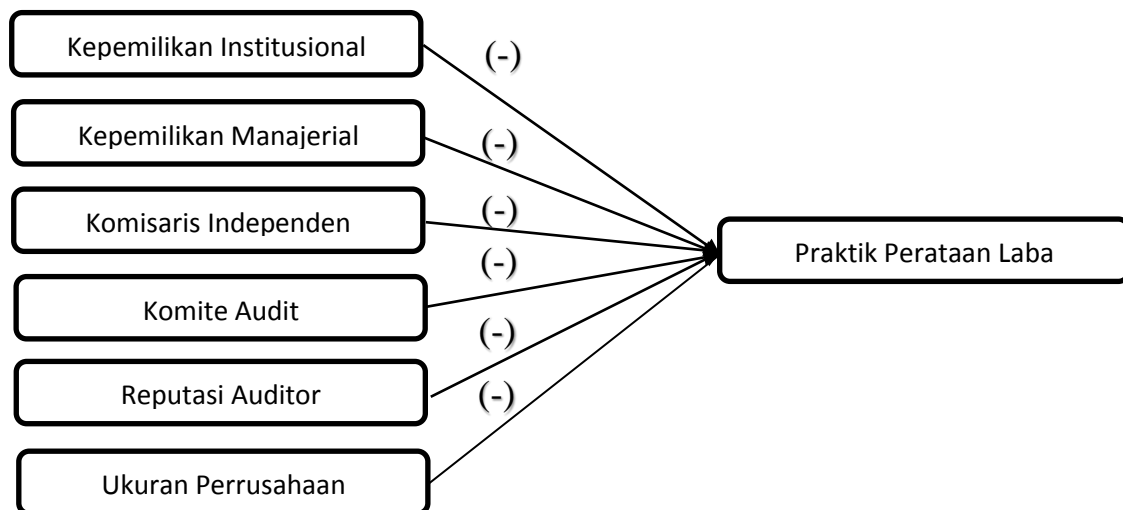 Kepemilikan Institusional
(-)
Kepemilikan Manajerial
(-)
Komisaris Independen
(-)
Praktik Perataan Laba
(-)
Komite Audit
(-)
Reputasi Auditor
(-)
Ukuran Perrusahaan